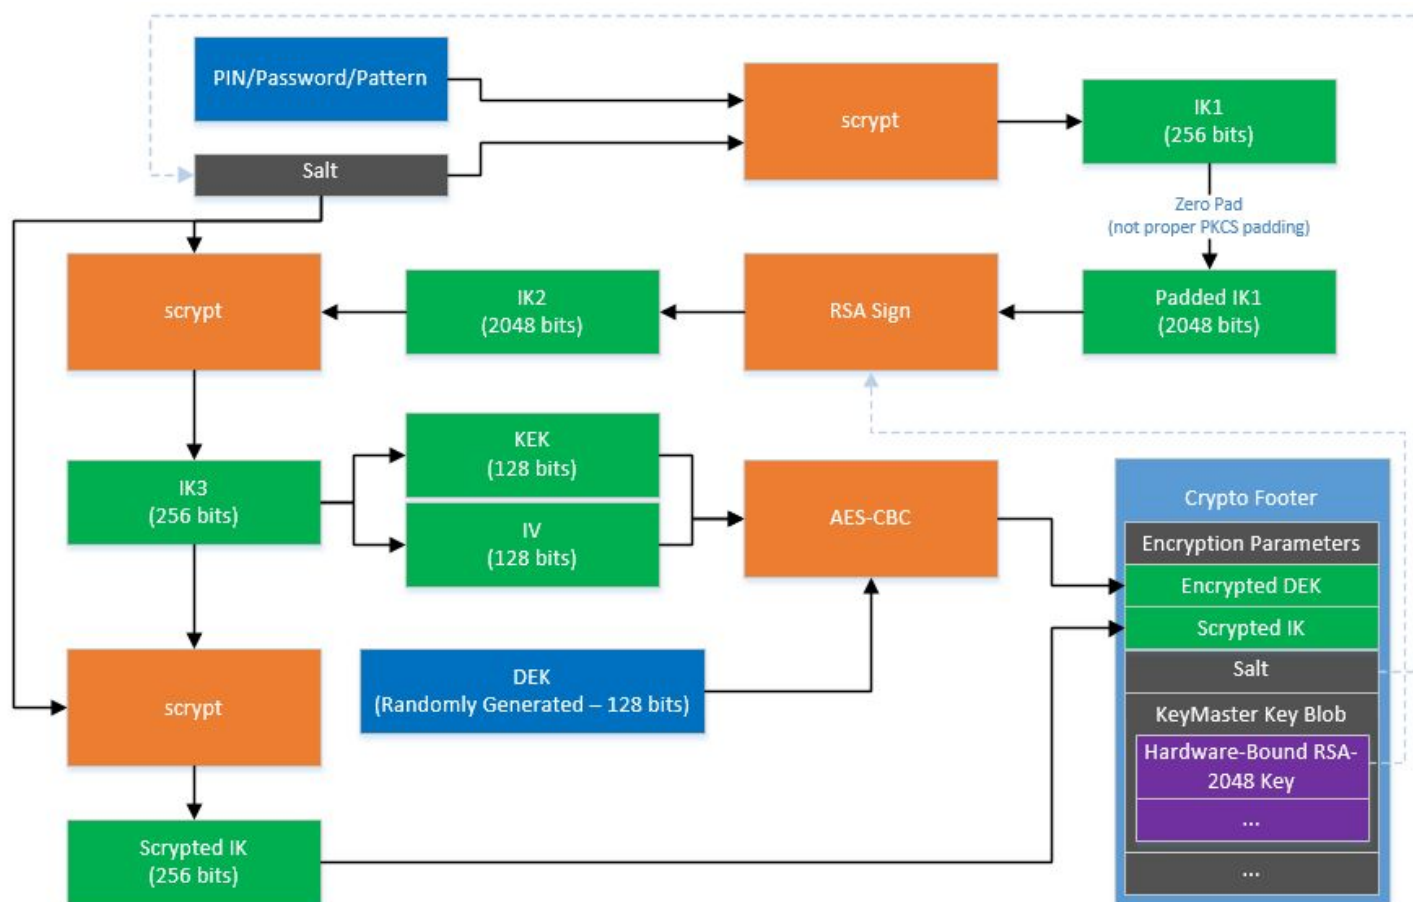 PIN/Password/Pattern
Salt
scrypt
IK1
(256 bits)
Zero Pad
(not proper PKCS padding)
scrypt
IK2
(2048 bits)
RSA Sign
Padded IK1
(2048 bits)
IK3
(256 bits)
KEK
(128 bits)
IV
(128 bits)
AES-CBC
Crypto Footer
Encryption Parameters
Encrypted DEK
Scrypted IK
Salt
KeyMaster Key Blob
Hardware-Bound RSA-
2048 Key
...
...
scrypt
DEK
(Randomly Generated – 128 bits)
Scrypted IK
(256 bits)